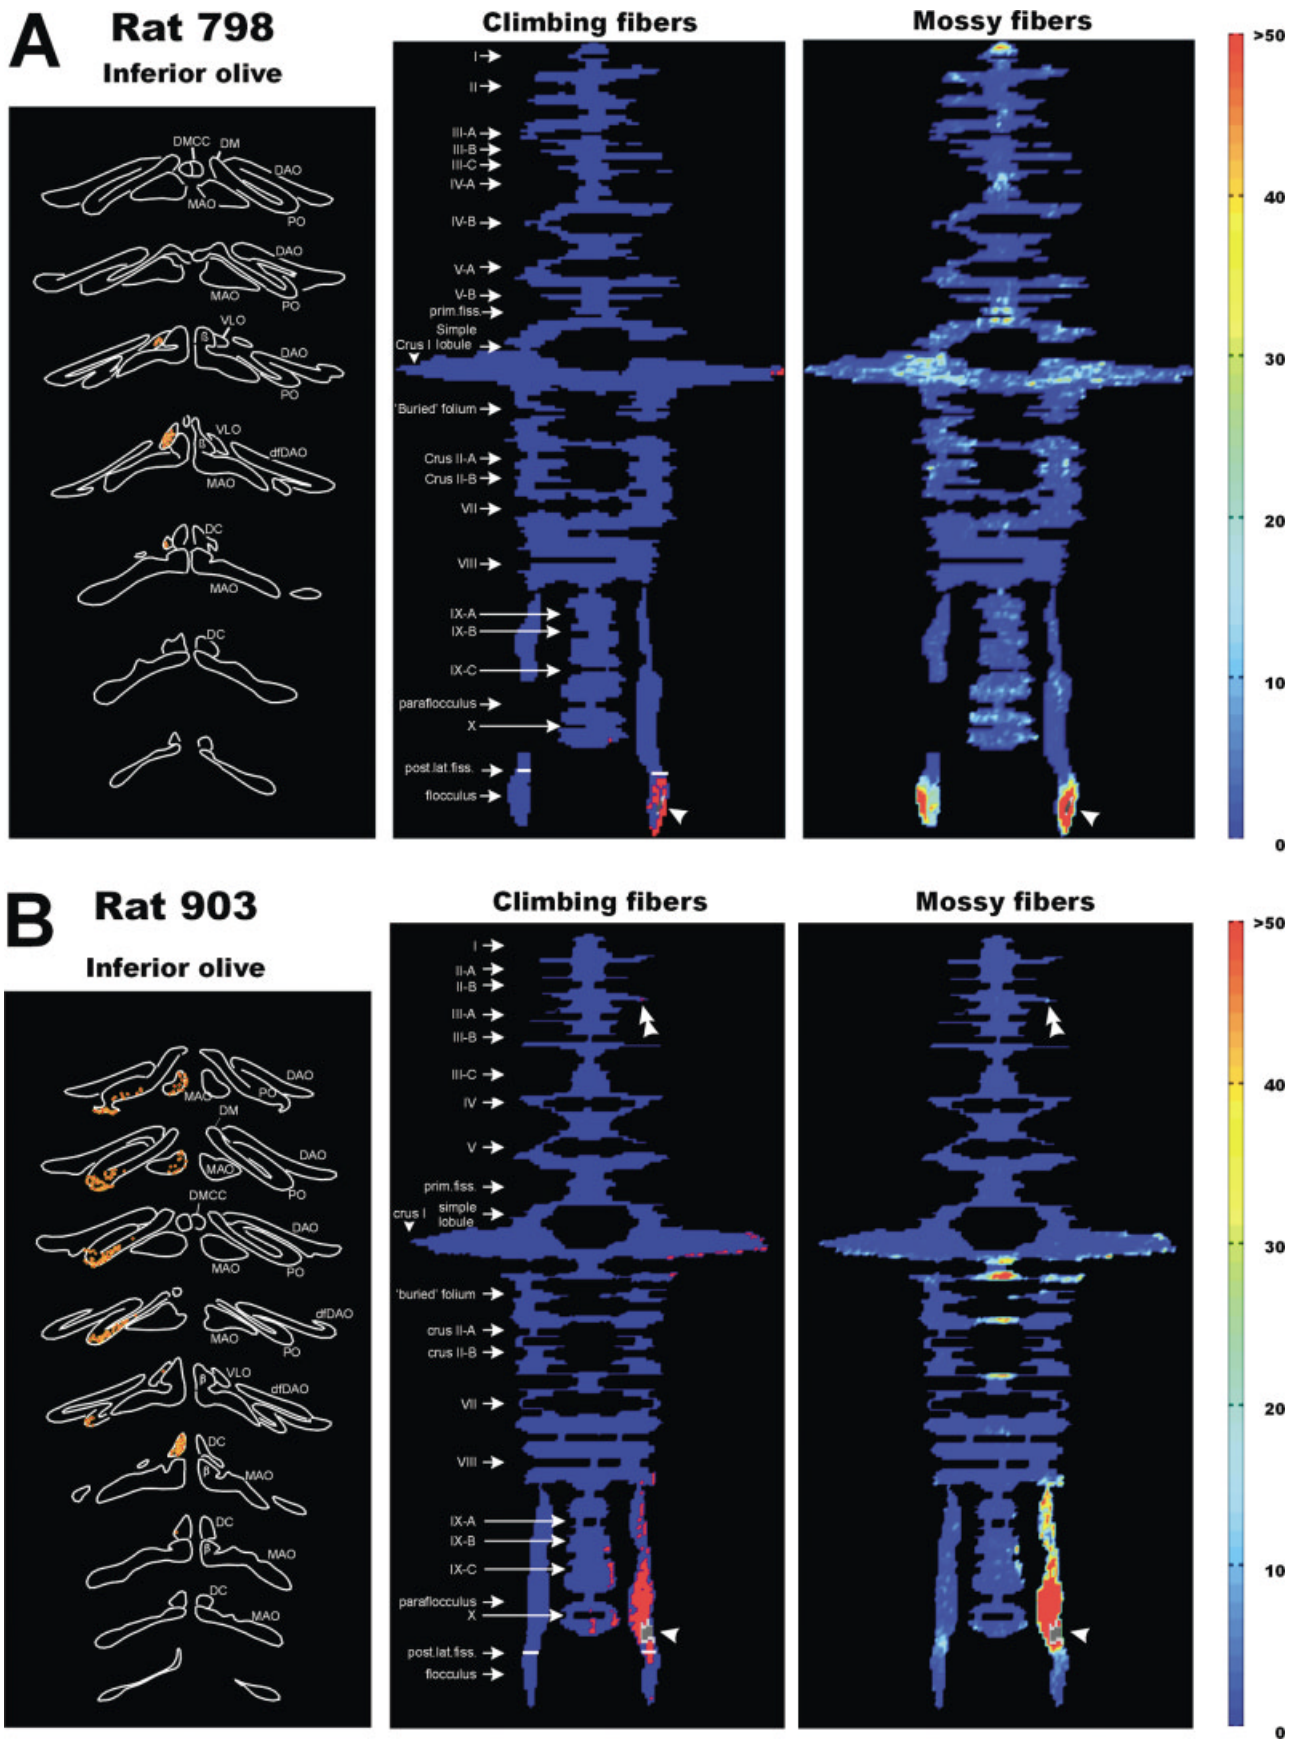 A Rat 798
Inferior olive
Climbing fibers
Mossy fibers
DMCC DM
DAO
MAO
PO
DAO
MAO
PO
VLO
β
DAO
PO
VLO
β
dfDAO
MAO
DC
MAO
DC
I
II
III-A
III-B
III-C
IV-A
IV-B
V-A
V-B
prim.fiss.
Simple
Crus I lobule
'Buried' folium
Crus II-A
Crus II-B
VII
VIII
IX-A
IX-B
IX-C
paraflocculus
X
post.lat.fiss.
flocculus
>50
40
30
20
10
0
B Rat 903
Inferior olive
Climbing fibers
Mossy fibers
DAO
MAO
PO
DM
DAO
MAO
PO
DMCC
DAO
MAO
PO
dfDAO
MAO
PO
VLO
β
dfDAO
DC
β
MAO
DC
β
MAO
DC
MAO
I
II-A
II-B
III-A
III-B
III-C
IV
V
prim.fiss.
crus I simple
lobule
'buried' folium
crus II-A
crus II-B
VII
VIII
IX-A
IX-B
IX-C
paraflocculus
X
post.lat.fiss.
flocculus
>50
40
30
20
10
0